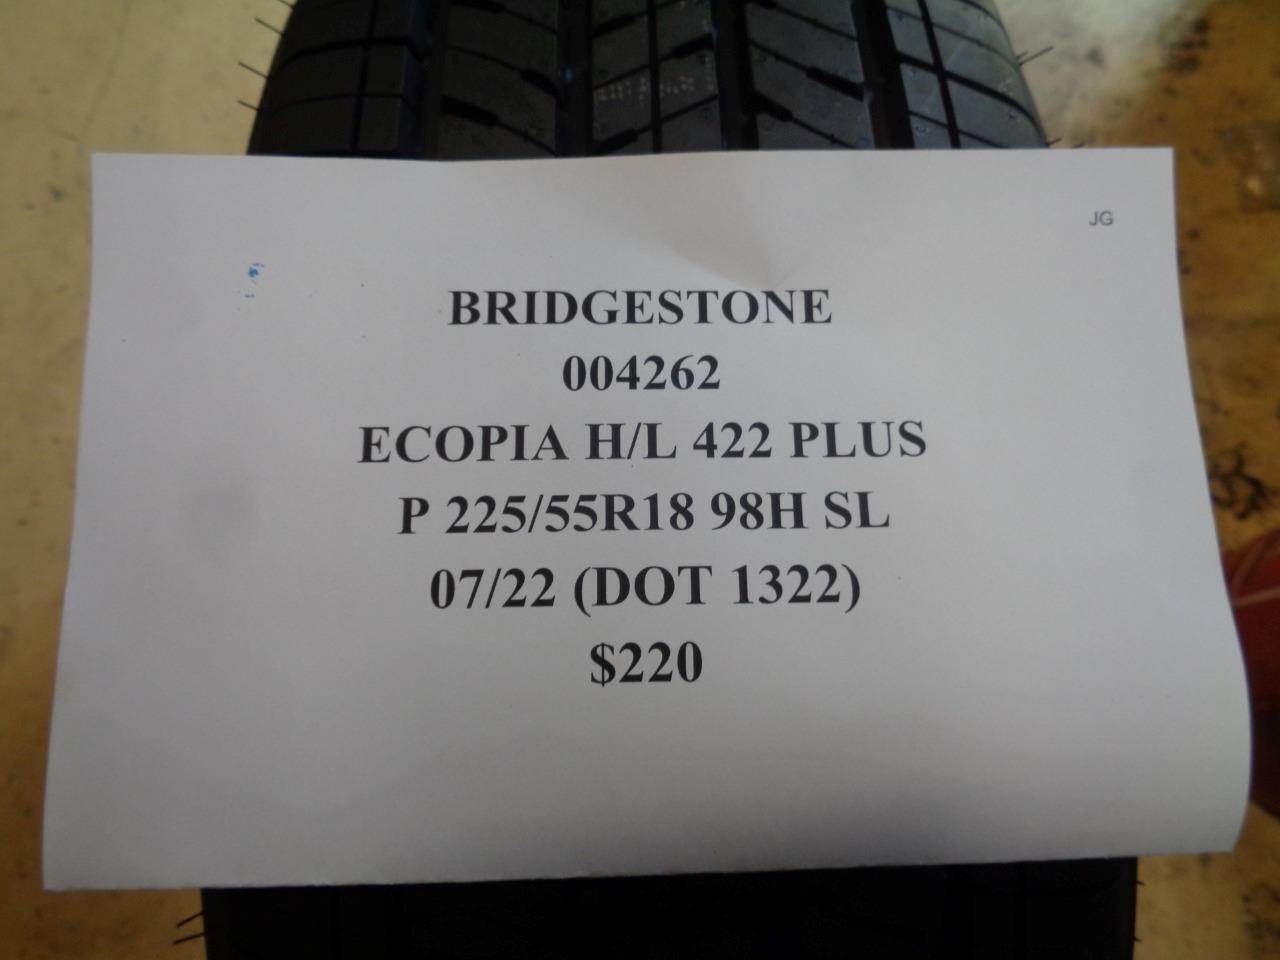 JG
BRIDGESTONE
004262
ECOPIA H/L 422 PLUS
P 225/55R18 98H SL
07/22 (DOT 1322)
$220